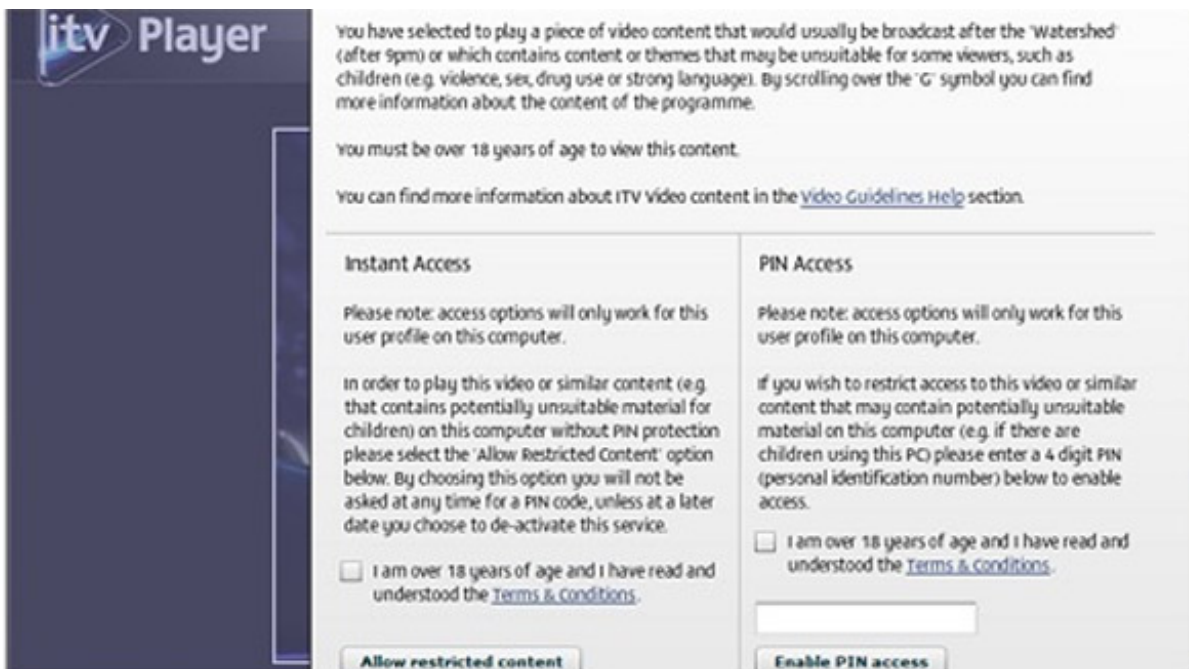 itv Player
You have selected to play a piece of video content that would usually be broadcast after the 'Watershed'
(after 9pm) or which contains content or themes that may be unsuitable for some viewers, such as
children (e.g. violence, sex, drug use or strong language). By scrolling over the 'G' symbol you can find
more information about the content of the programme.
You must be over 18 years of age to view this content.
You can find more information about ITV Video content in the Video Guidelines Help section.
Instant Access
Please note: access options will only work for this
user profile on this computer.
In order to play this video or similar content (e.g.
that contains potentially unsuitable material for
children) on this computer without PIN protection
please select the 'Allow Restricted Content' option
below. By choosing this option you will not be
asked at any time for a PIN code, unless at a later
date you choose to de-activate this service.
I am over 18 years of age and I have read and
understood the Terms & Conditions.
Allow restricted content
PIN Access
Please note: access options will only work for this
user profile on this computer.
If you wish to restrict access to this video or similar
content that may contain potentially unsuitable
material on this computer (e.g. if there are
children using this PC) please enter a 4 digit PIN
(personal identification number) below to enable
access.
I am over 18 years of age and I have read and
understood the Terms & Conditions.
Enable PIN access